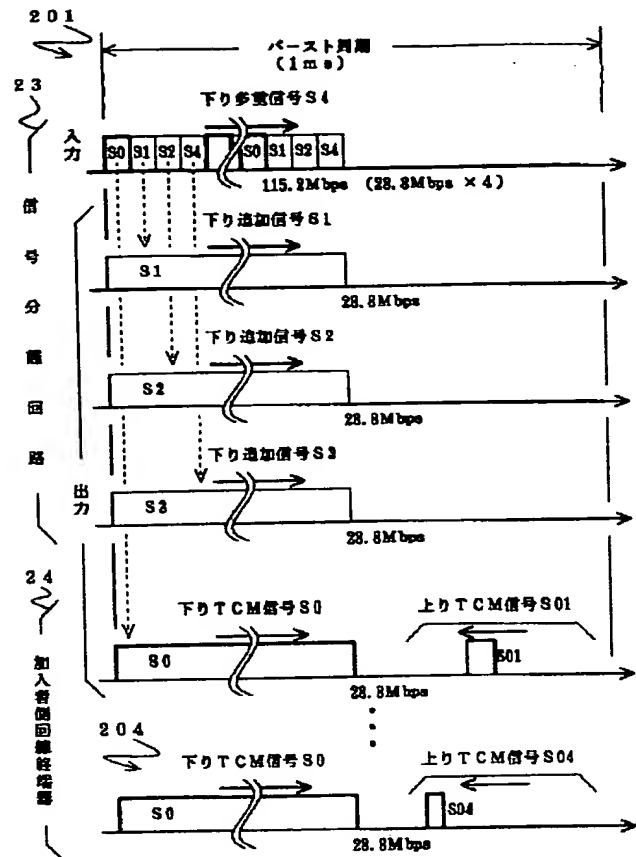 201
バースト周期
(1ms)
23
下り多重信号S4
入力
S0 S1 S2 S4 S0 S1 S2 S4
115.2Mbps (28.8Mbps ×4)
信号分離回路
下り追加信号S1
S1
28.8Mbps
下り追加信号S2
S2
28.8Mbps
下り追加信号S3
出力
S3
28.8Mbps
24
下りTCM信号S0
上りTCM信号S01
加入者側回線終端器
S0
S01
28.8Mbps
204
下りTCM信号S0
上りTCM信号S04
S0
S04
28.8Mbps